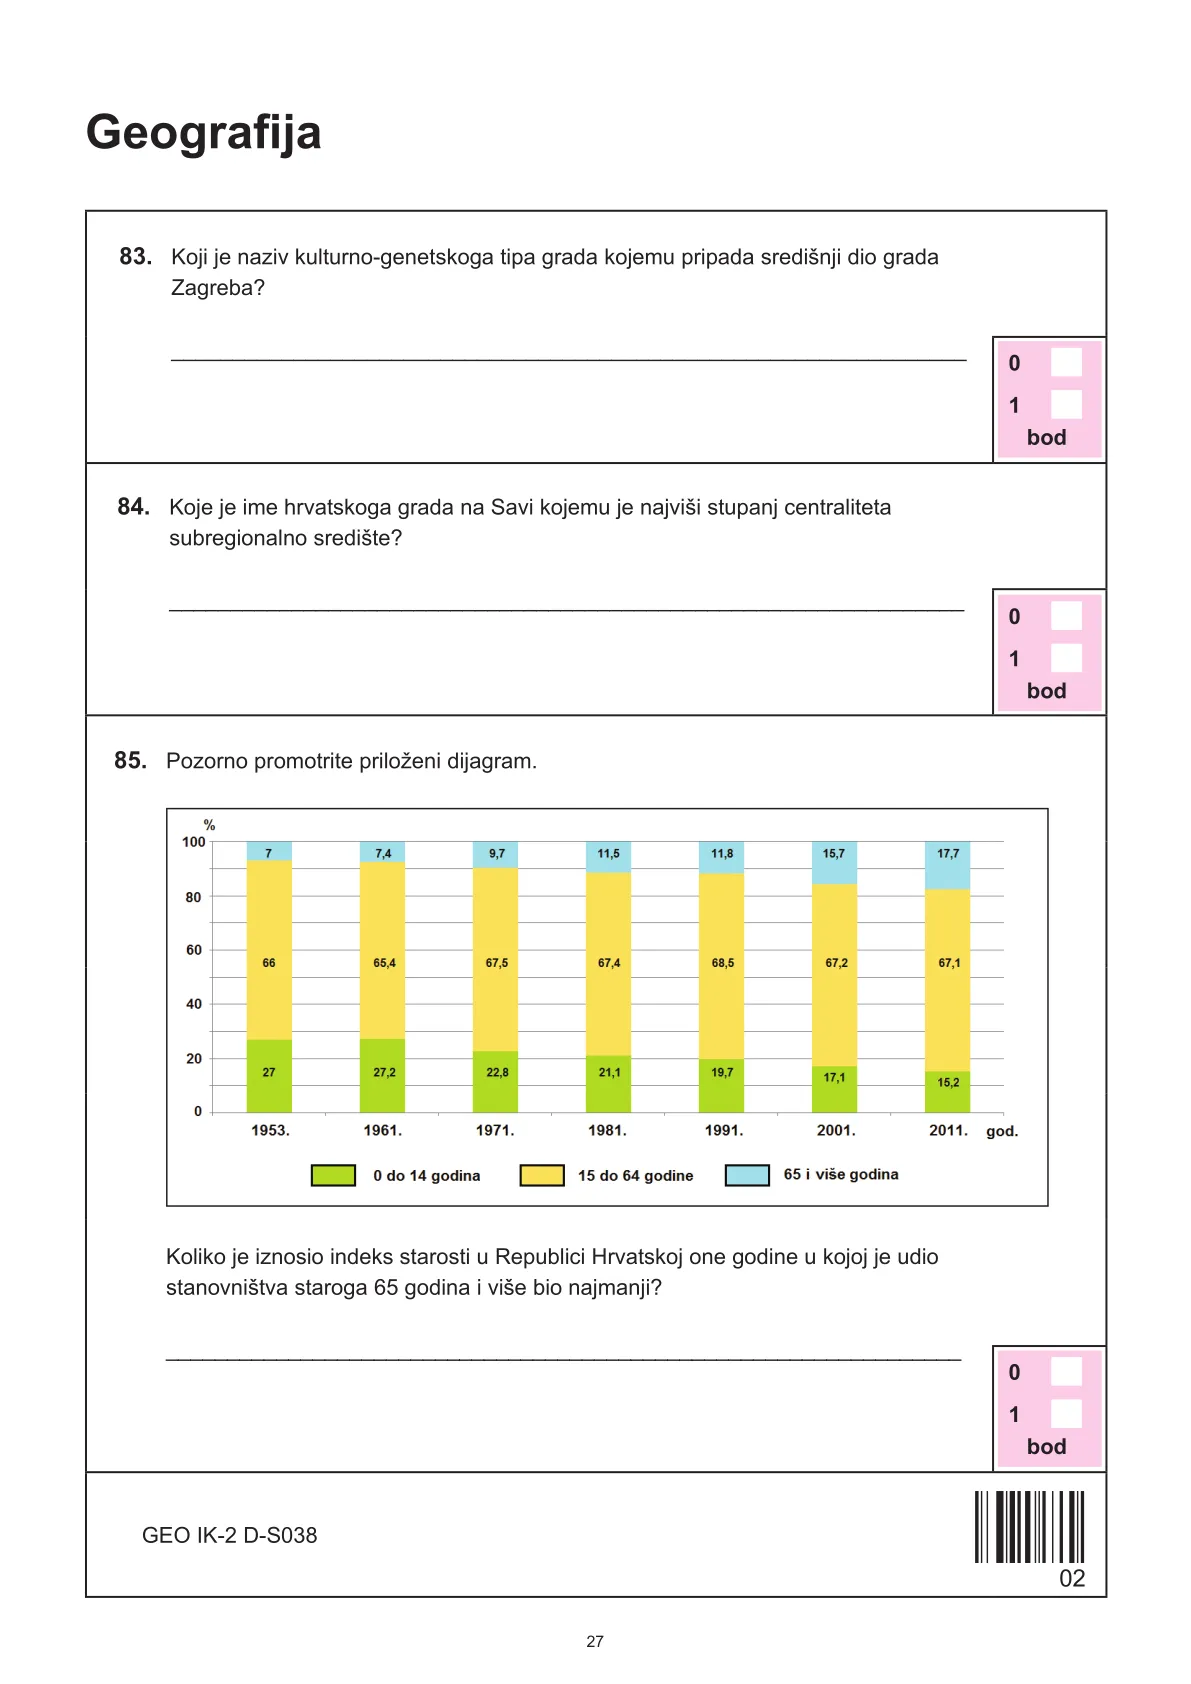 Geografija
83. Koji je naziv kulturno-genetskoga tipa grada kojemu pripada središnji dio grada
Zagreba?
0
1
bod
84. Koje je ime hrvatskoga grada na Savi kojemu je najviši stupanj centraliteta
subregionalno središte?
0
1
bod
85. Pozorno promotrite priloženi dijagram.
%
100
7 7,4 9,7 11,5 11,8 15,7 17,7
80
60
66 65,4 67,5 67,4 68,5 67,2 67,1
40
20
27 27,2 22,8 21,1 19,7 17,1 15,2
0
1953. 1961. 1971. 1981. 1991. 2001. 2011. god.
0 do 14 godina 15 do 64 godine 65 i više godina
Koliko je iznosio indeks starosti u Republici Hrvatskoj one godine u kojoj je udio
stanovništva staroga 65 godina i više bio najmanji?
0
1
bod
GEO IK-2 D-S038
02
27